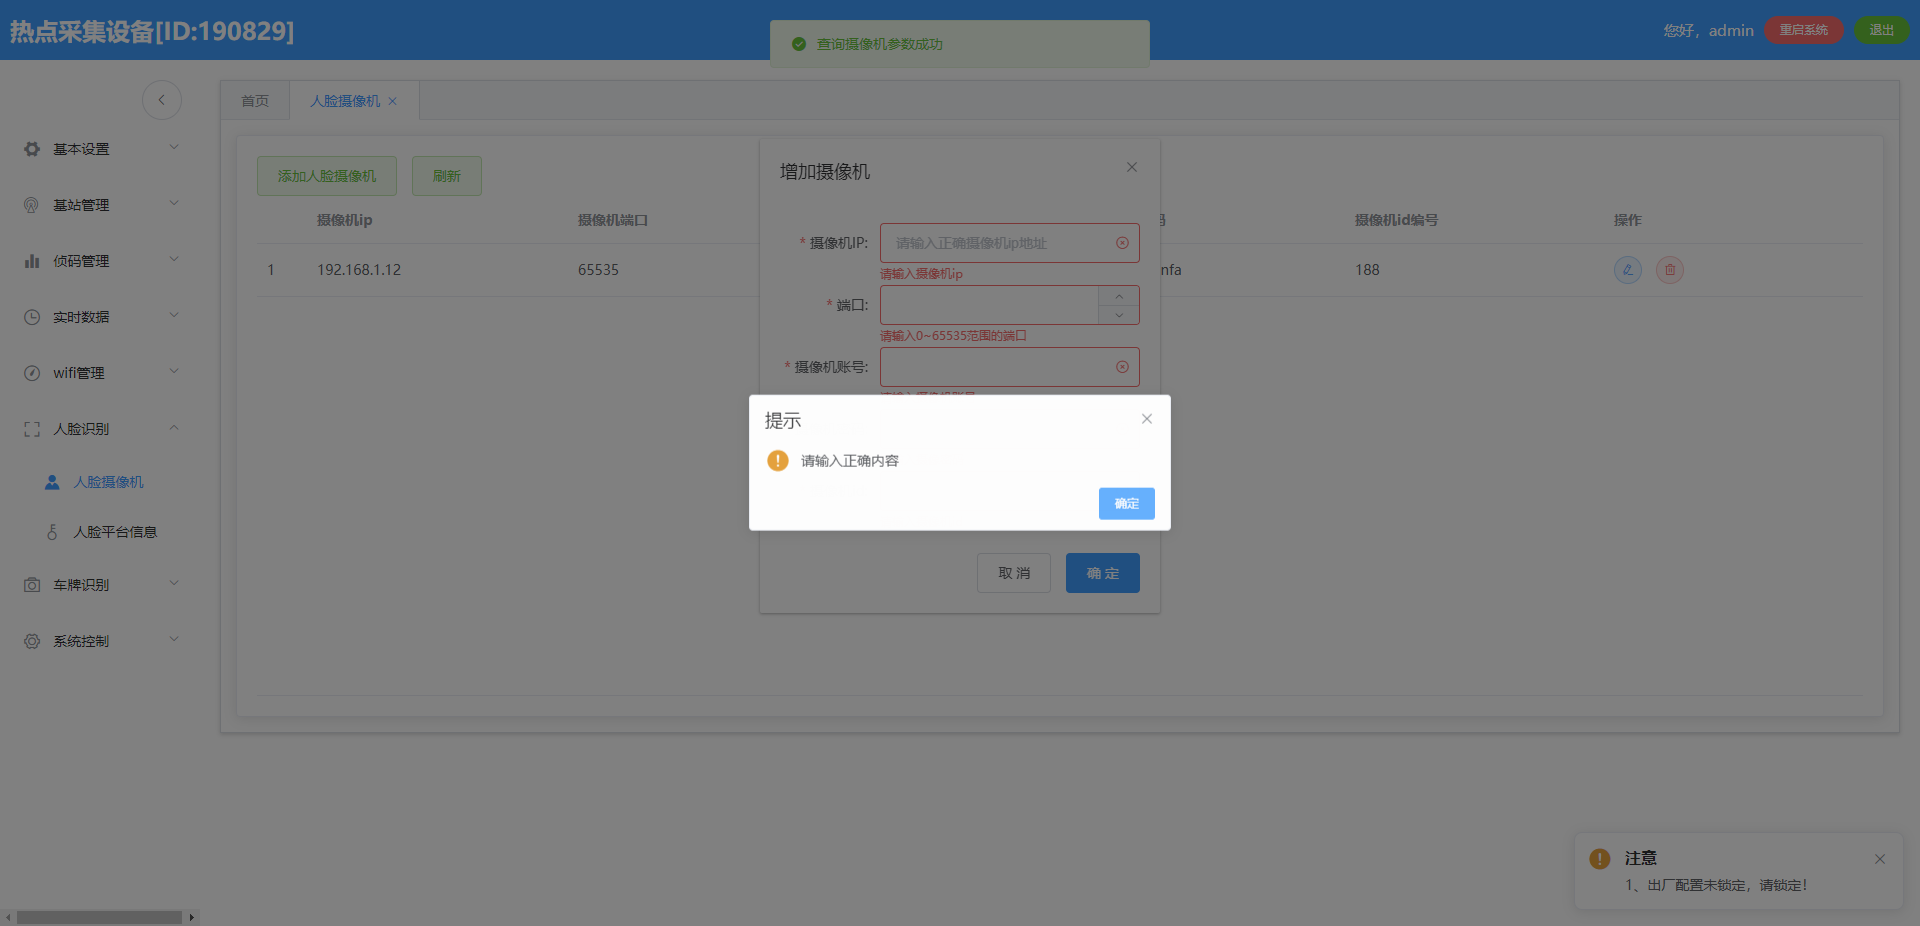 热点采集设备[ID:190829]
查询摄像机参数成功
您好，admin
重启系统
退出
首页
人脸摄像机
基本设置
基站管理
侦码管理
实时数据
wifi管理
人脸识别
人脸摄像机
人脸平台信息
车牌识别
系统控制
添加人脸摄像机
刷新
摄像机ip
摄像机端口
摄像机id编号
操作
1
192.168.1.12
65535
nfa
188
增加摄像机
* 摄像机IP:
请输入正确摄像机ip地址
请输入摄像机ip
* 端口:
请输入0~65535范围的端口
* 摄像机账号:
提示
请输入正确内容
确定
取 消
确 定
注意
1、出厂配置未锁定，请锁定！